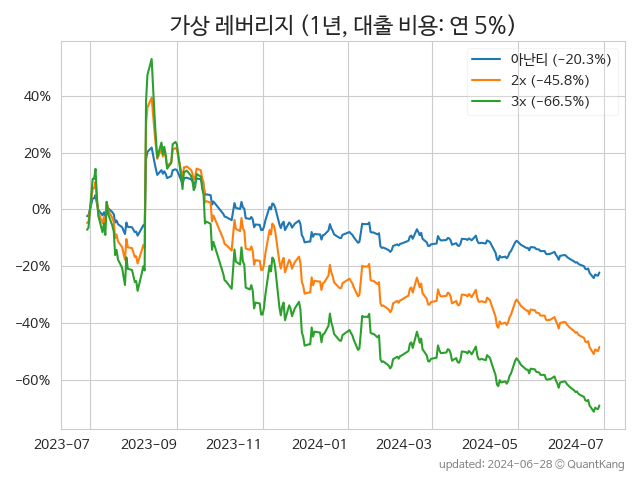 가상 레버리지 (1년, 대출 비용: 연 5%)
아난티 (−20.3%)
2x (−45.8%)
3x (−66.5%)
40%
20%
0%
−20%
−40%
−60%
2023-07 2023-09 2023-11 2024-01 2024-03 2024-05 2024-07
updated: 2024-06-28 ⓒ QuantKang